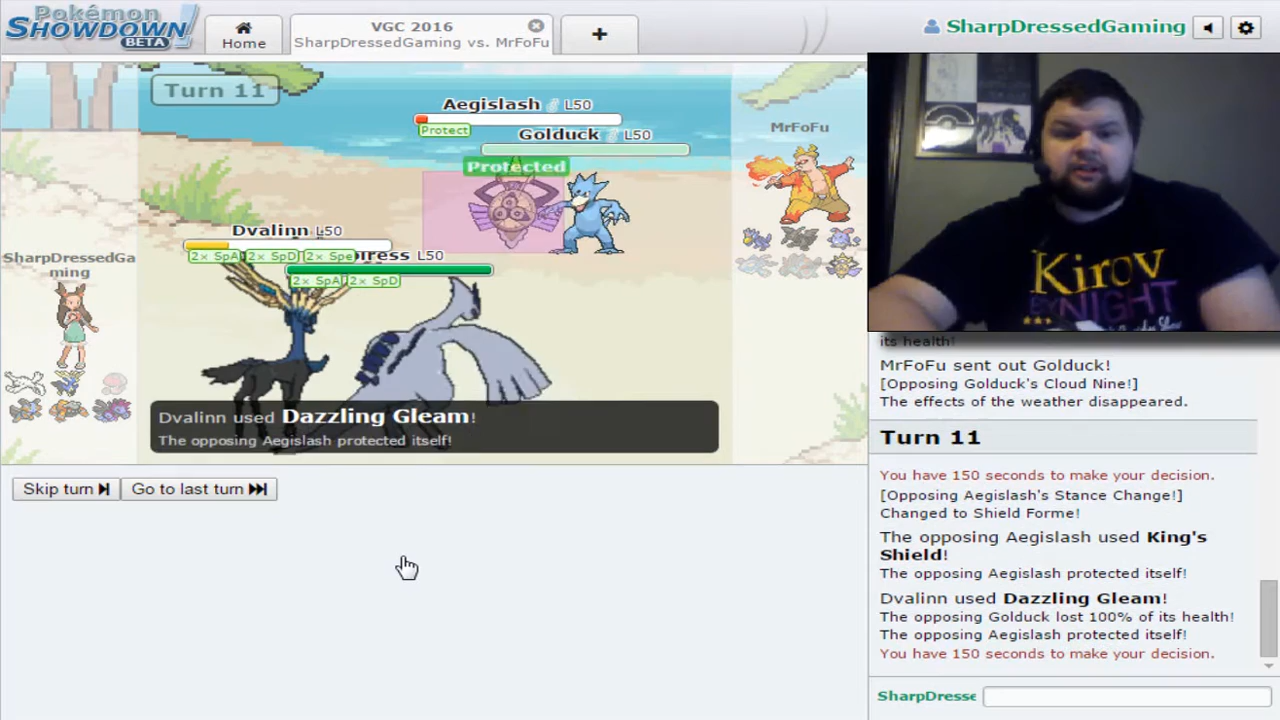 Pokémon
SHOWDOWN!
BETA
Home
VGC 2016
SharpDressedGaming vs. MrFoFu
+
SharpDressedGaming
Turn 11
Aegislash L50
Protect
Golduck L50
Protected
Dvalinn L50
2× SpA 2× SpD 2× Spe
L50
2× SpA 2× SpD
SharpDressedGa
ming
MrFoFu
Dvalinn used Dazzling Gleam!
The opposing Aegislash protected itself!
Skip turn
Go to last turn
Kirov
its health!
MrFoFu sent out Golduck!
[Opposing Golduck's Cloud Nine!]
The effects of the weather disappeared.
Turn 11
You have 150 seconds to make your decision.
[Opposing Aegislash's Stance Change!]
Changed to Shield Forme!
The opposing Aegislash used King's
Shield!
The opposing Aegislash protected itself!
Dvalinn used Dazzling Gleam!
The opposing Golduck lost 100% of its health!
The opposing Aegislash protected itself!
You have 150 seconds to make your decision.
SharpDresse